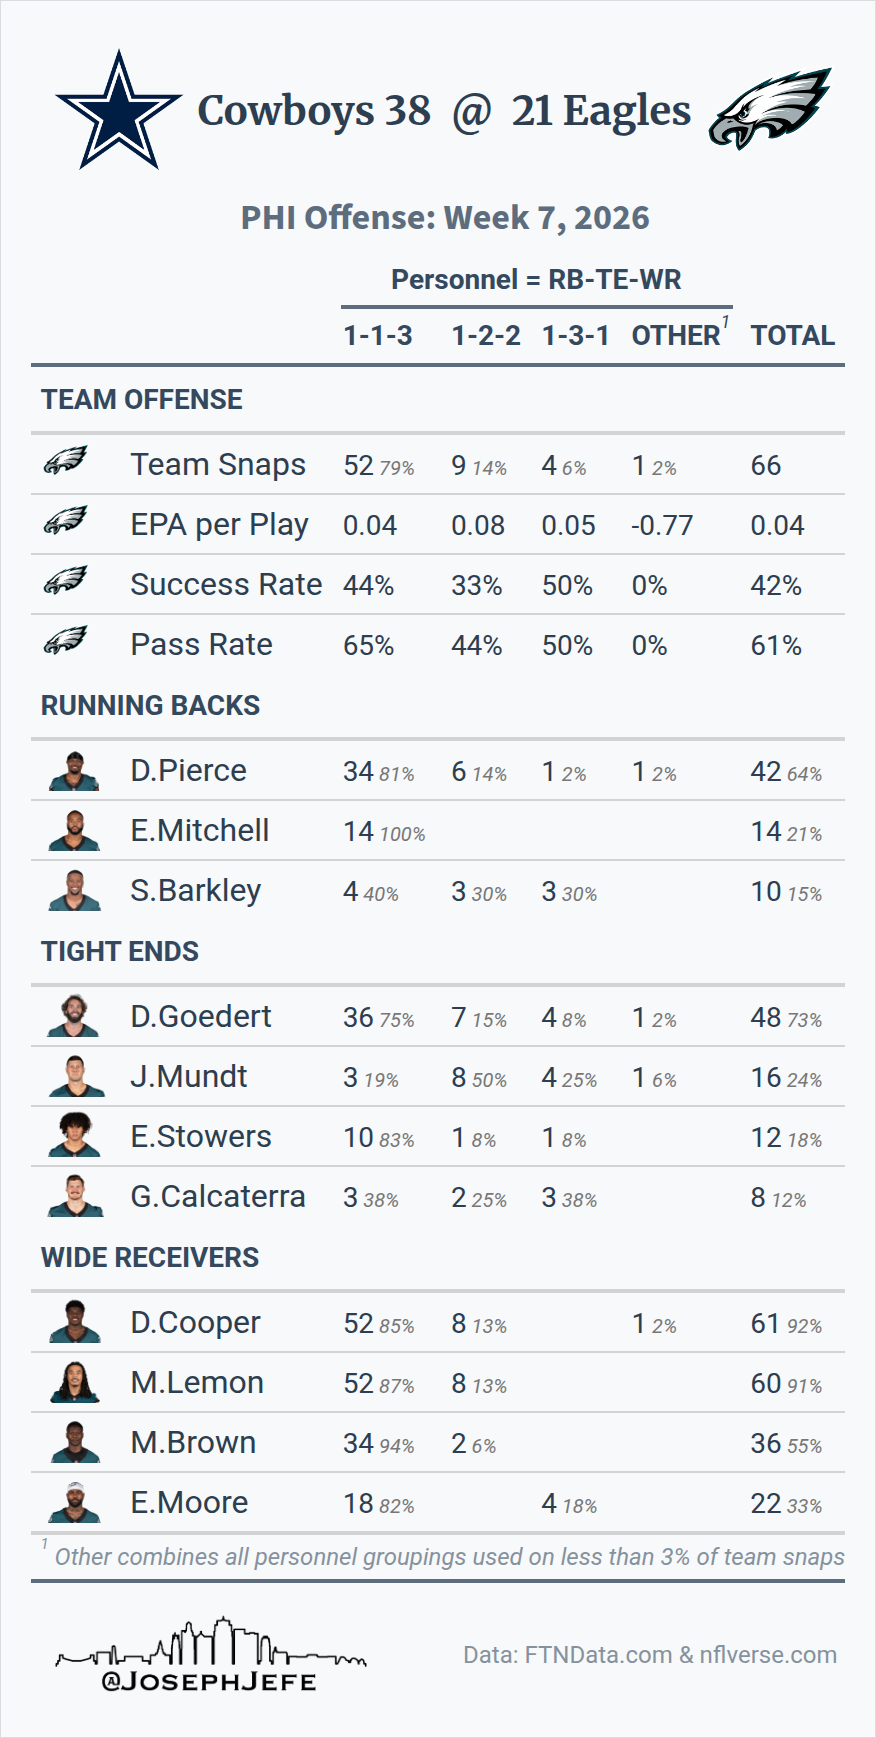 Cowboys 38 @ 21 Eagles
PHI Offense: Week 7, 2026
Personnel = RB-TE-WR
1-1-3 1-2-2 1-3-1 OTHER1 TOTAL
TEAM OFFENSE
Team Snaps 52 79% 9 14% 4 6% 1 2% 66
EPA per Play 0.04 0.08 0.05 -0.77 0.04
Success Rate 44% 33% 50% 0% 42%
Pass Rate 65% 44% 50% 0% 61%
RUNNING BACKS
D.Pierce 34 81% 6 14% 1 2% 1 2% 42 64%
E.Mitchell 14 100% 14 21%
S.Barkley 4 40% 3 30% 3 30% 10 15%
TIGHT ENDS
D.Goedert 36 75% 7 15% 4 8% 1 2% 48 73%
J.Mundt 3 19% 8 50% 4 25% 1 6% 16 24%
E.Stowers 10 83% 1 8% 1 8% 12 18%
G.Calcaterra 3 38% 2 25% 3 38% 8 12%
WIDE RECEIVERS
D.Cooper 52 85% 8 13% 1 2% 61 92%
M.Lemon 52 87% 8 13% 60 91%
M.Brown 34 94% 2 6% 36 55%
E.Moore 18 82% 4 18% 22 33%
1 Other combines all personnel groupings used on less than 3% of team snaps
@JosephJefe
Data: FTNData.com & nflverse.com